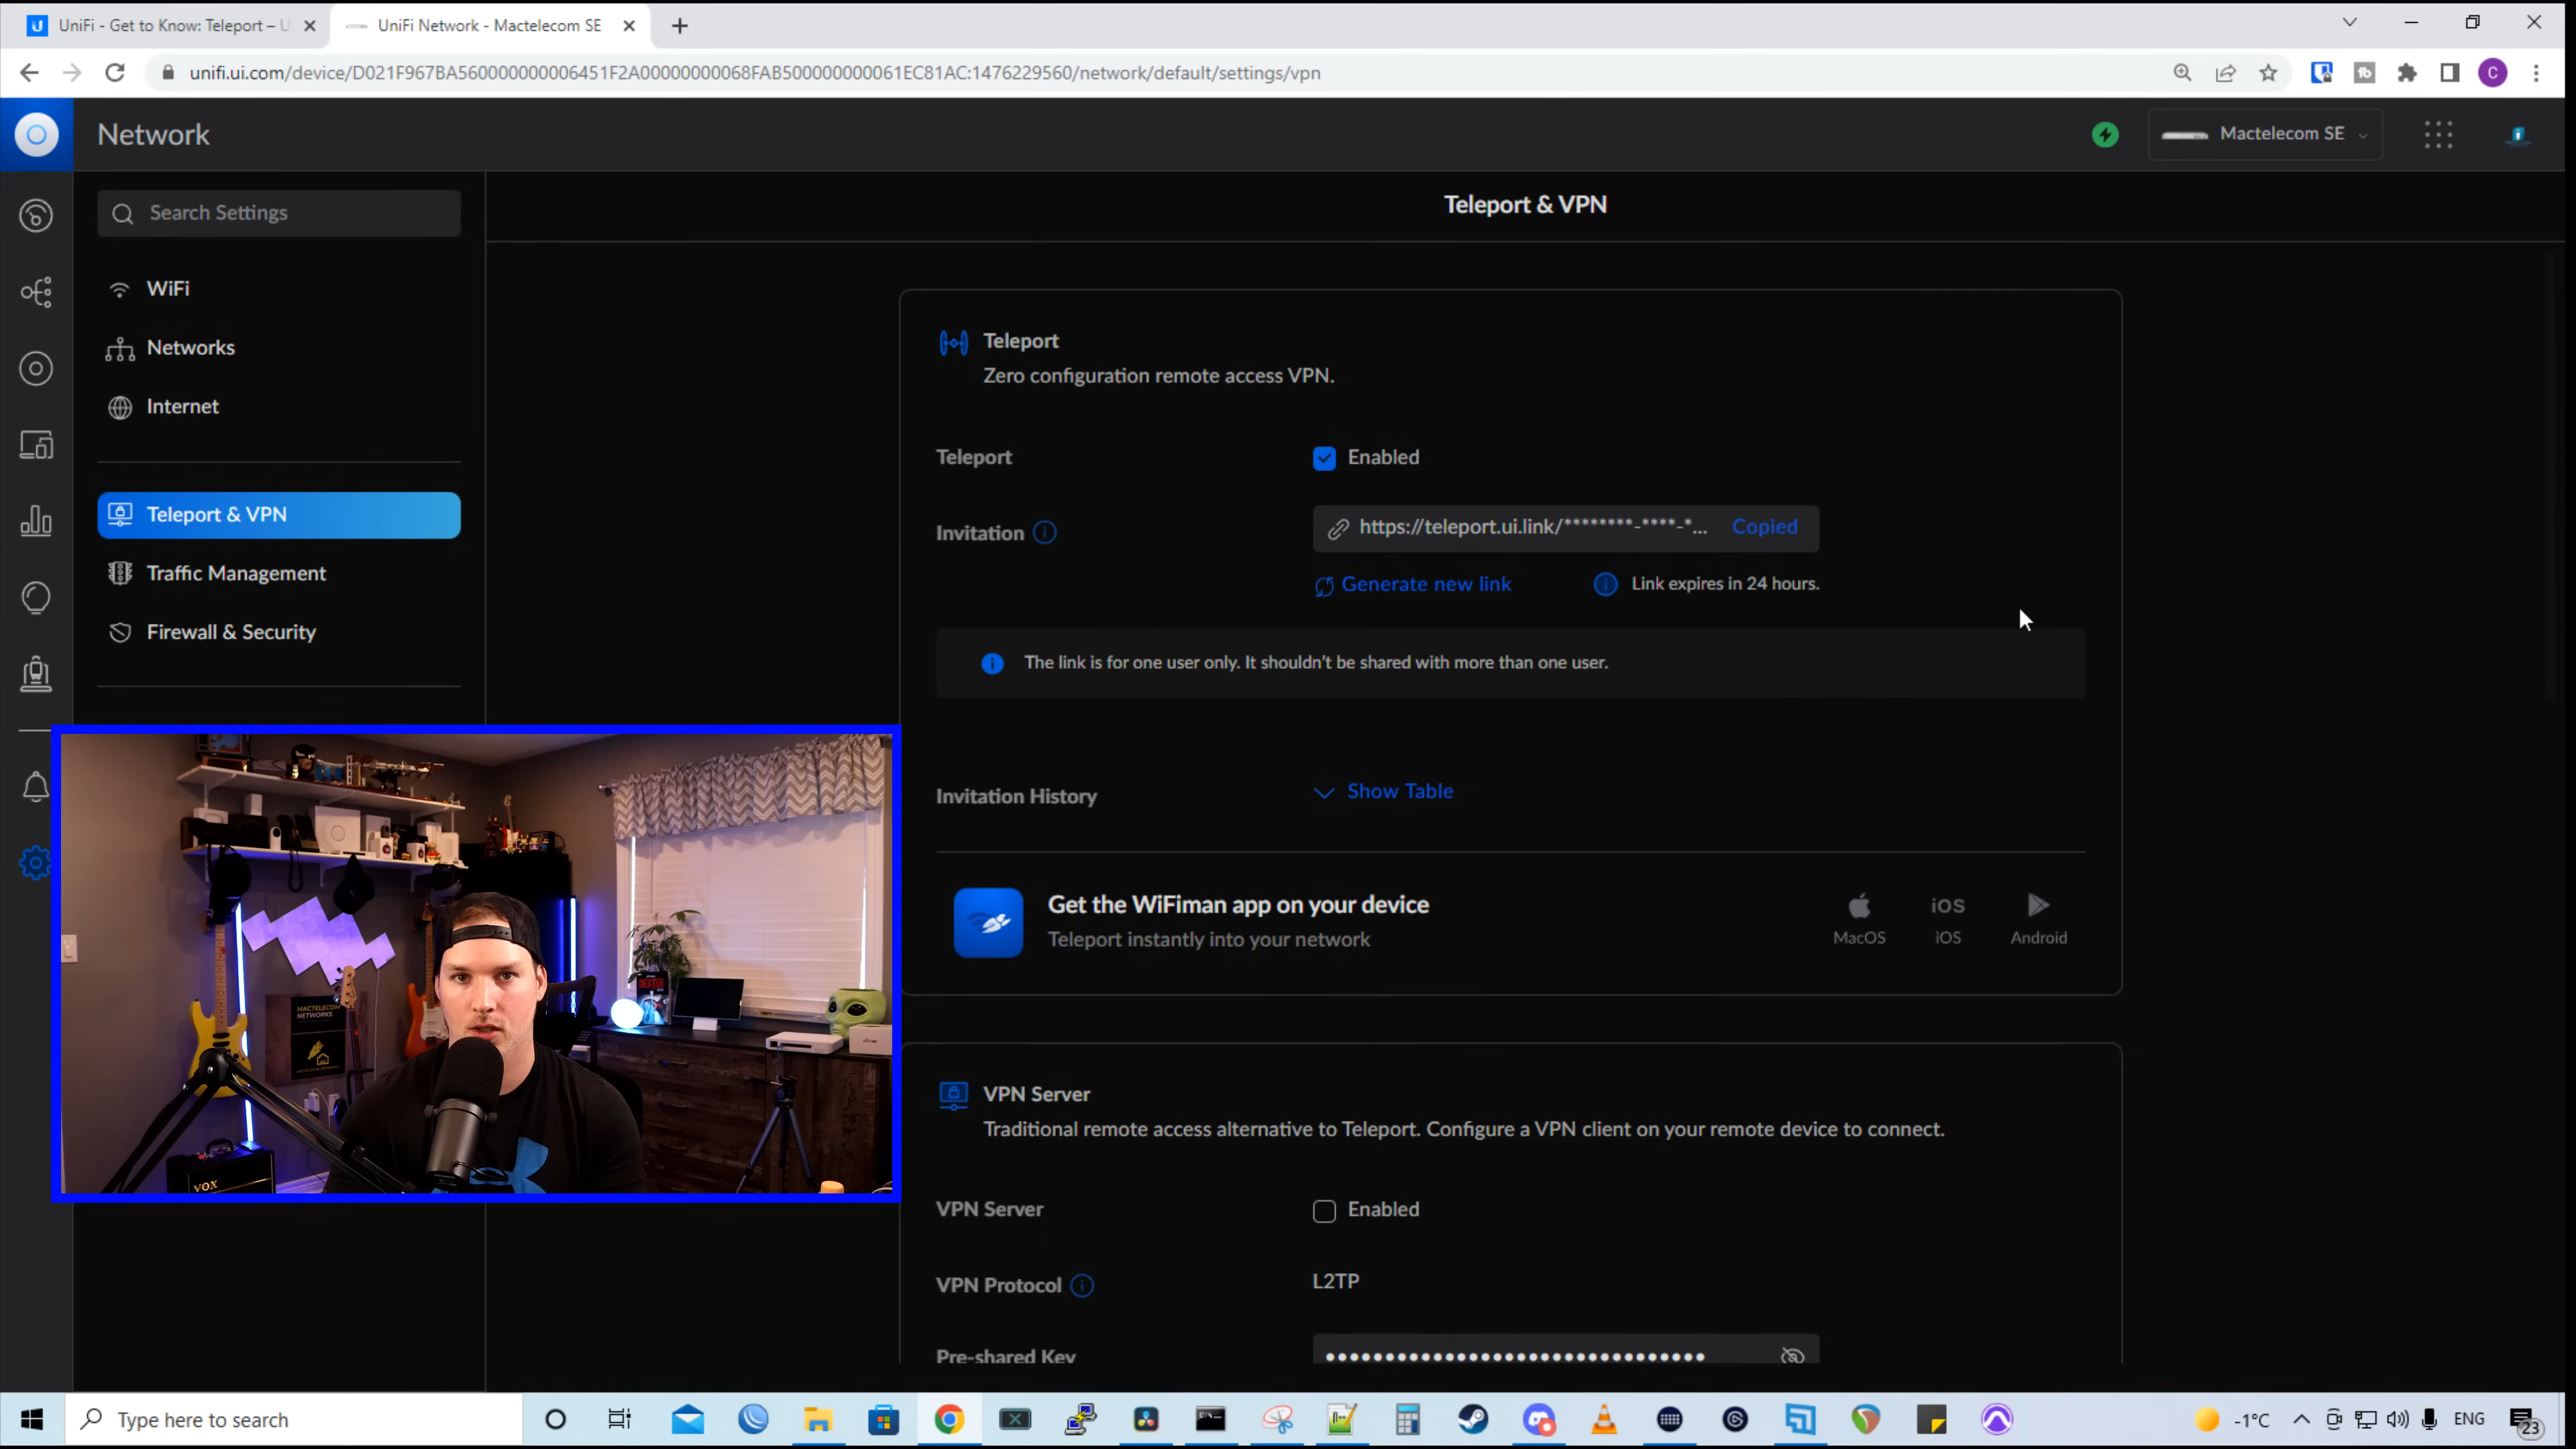 UniFi - Get to Know: Teleport – U
UniFi Network - Mactelecom SE
unifi.ui.com/device/D021F967BA560000000006451F2A00000000068FAB500000000061EC81AC:1476229560/network/default/settings/vpn
C
Network
Mactelecom SE
Search Settings
Teleport & VPN
WiFi
Networks
Internet
Teleport & VPN
Traffic Management
Firewall & Security
Teleport
Zero configuration remote access VPN.
Teleport
Enabled
Invitation
https://teleport.ui.link/********-****-*...
Copied
Generate new link
Link expires in 24 hours.
The link is for one user only. It shouldn't be shared with more than one user.
Invitation History
Show Table
Get the WiFiman app on your device
Teleport instantly into your network
MacOS
iOS
iOS
Android
VPN Server
Traditional remote access alternative to Teleport. Configure a VPN client on your remote device to connect.
VPN Server
Enabled
VPN Protocol
L2TP
Pre-shared Key
DEXTER
MACTELECOM
NETWORKS
VOX
Type here to search
-1°C
ENG
23